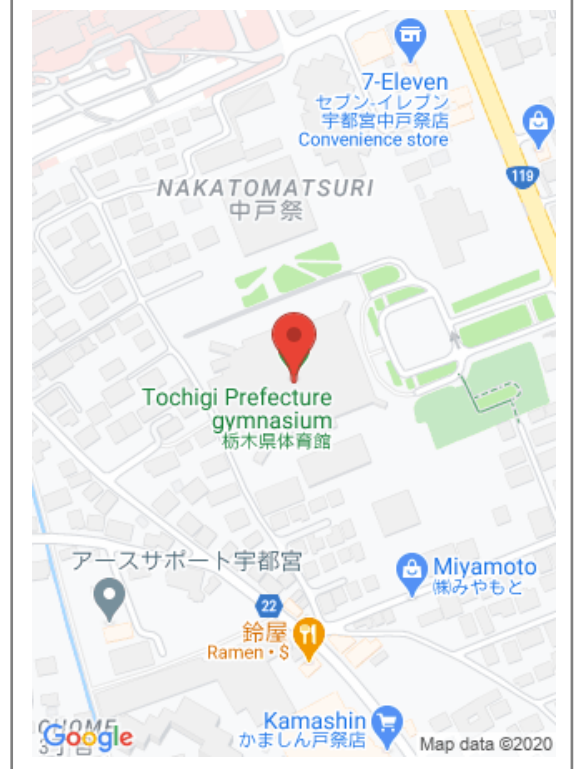 7-Eleven
セブン-イレブン
宇都宮中戸祭店
Convenience store
119
NAKATOMATSURI
中戸祭
Tochigi Prefecture
gymnasium
栃木県体育館
アースサポート宇都宮
Miyamoto
㈱みやもと
22
鈴屋
Ramen • $
Kamashin
かましん戸祭店
CHOME
Google
Map data ©2020